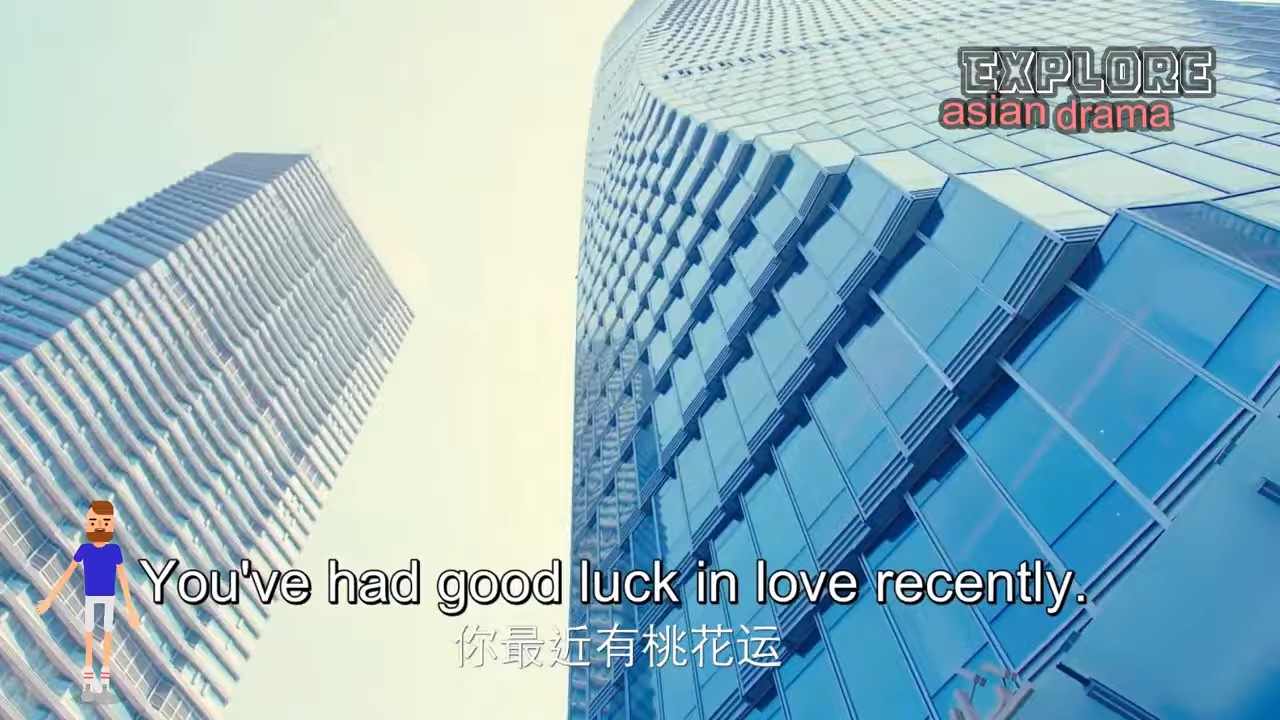 EXPLORE
asian drama
You've had good luck in love recently.
你最近有桃花运